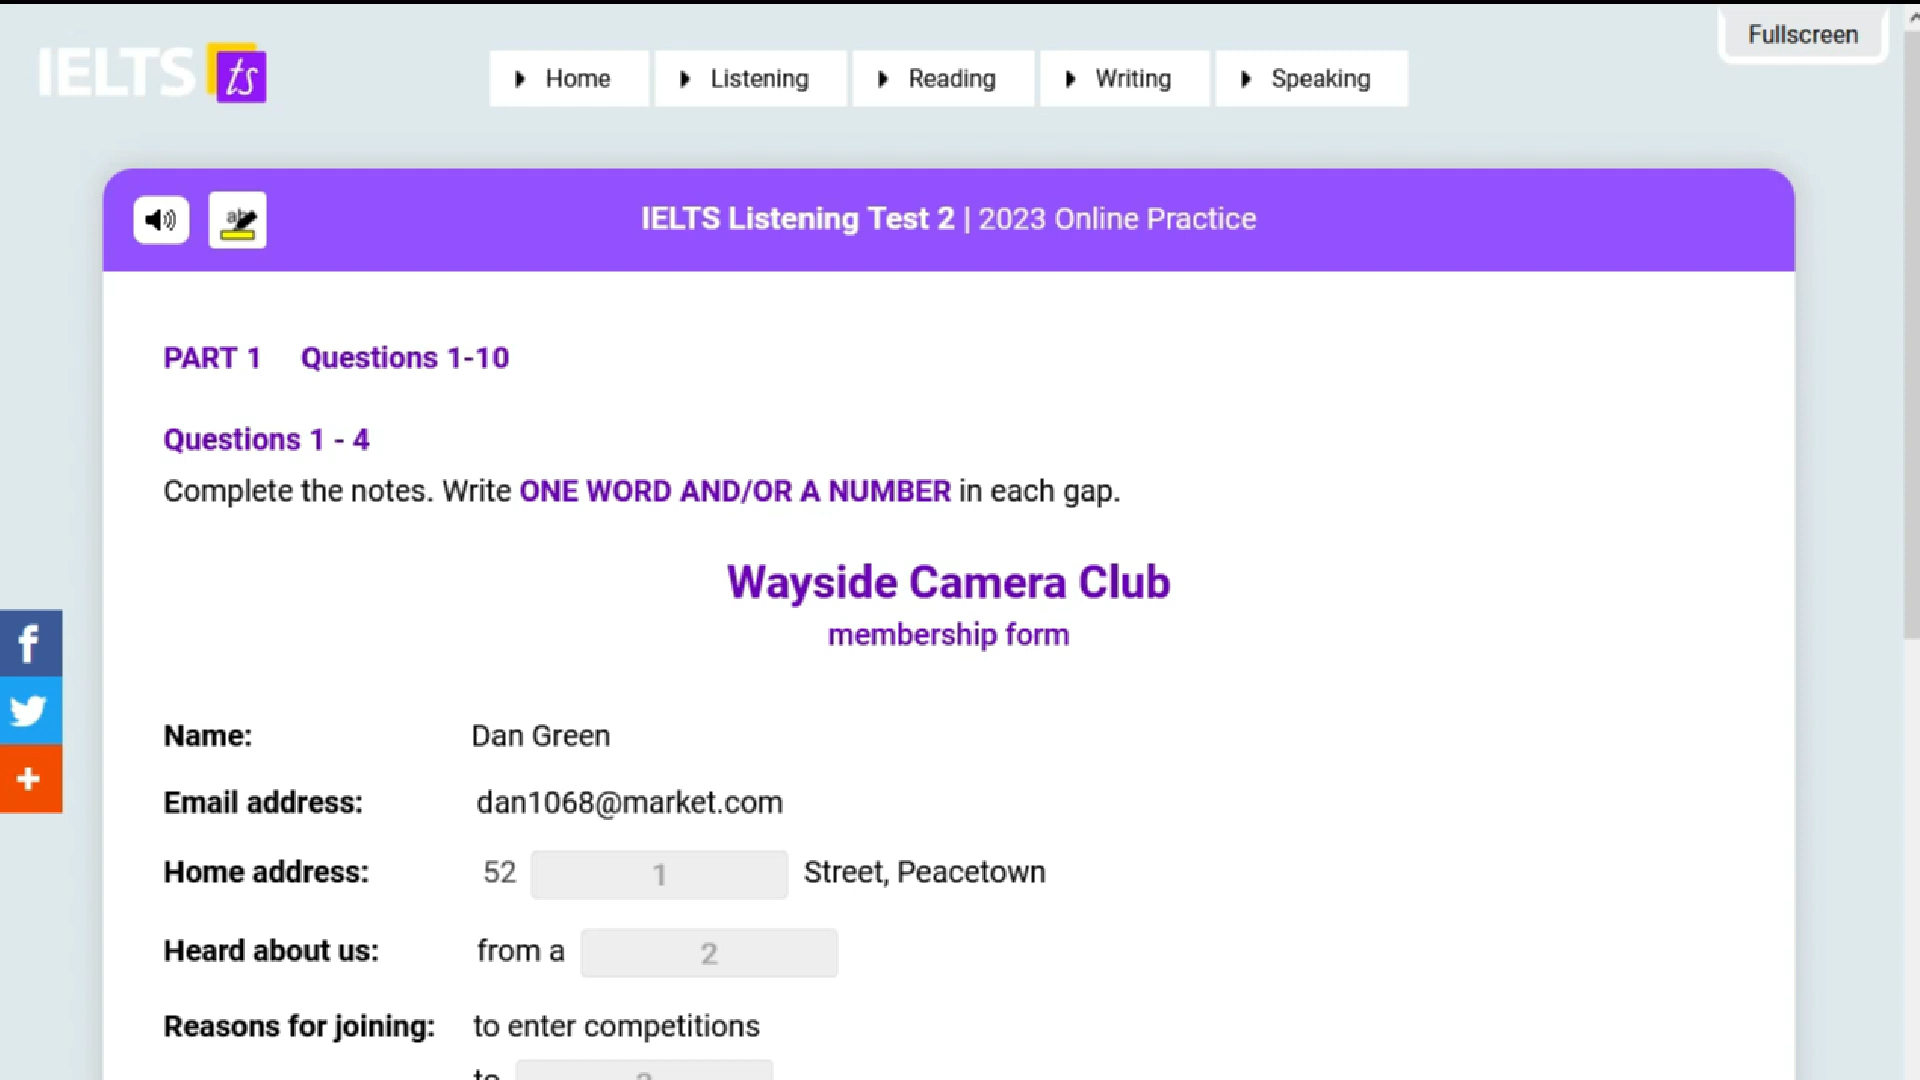 Fullscreen
IELTS ts
Home Listening Reading Writing Speaking
IELTS Listening Test 2 | 2023 Online Practice
PART 1 Questions 1-10
Questions 1 - 4
Complete the notes. Write ONE WORD AND/OR A NUMBER in each gap.
Wayside Camera Club
membership form
Name: Dan Green
Email address: dan1068@market.com
Home address: 52 1 Street, Peacetown
Heard about us: from a 2
Reasons for joining: to enter competitions
to 3